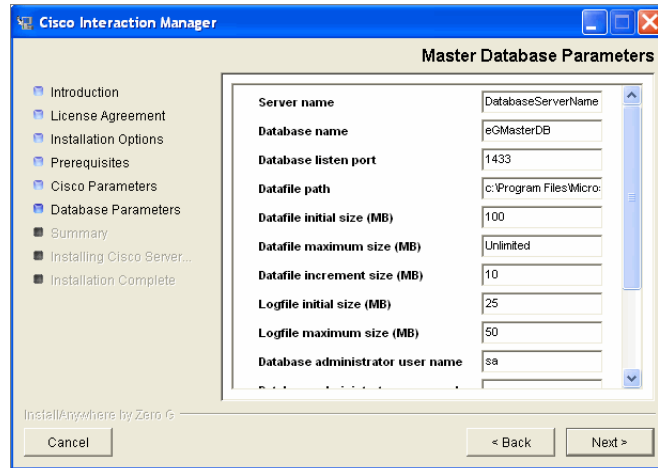 Cisco Interaction Manager
Master Database Parameters
Introduction
License Agreement
Installation Options
Prerequisites
Cisco Parameters
Database Parameters
Summary
Installing Cisco Server...
Installation Complete
Server name DatabaseServerName
Database name eGMasterDB
Database listen port 1433
Datafile path c:\Program Files\Micro
Datafile initial size (MB) 100
Datafile maximum size (MB) Unlimited
Datafile increment size (MB) 10
Logfile initial size (MB) 25
Logfile maximum size (MB) 50
Database administrator user name sa
InstallAnywhere by Zero G
Cancel
< Back
Next >